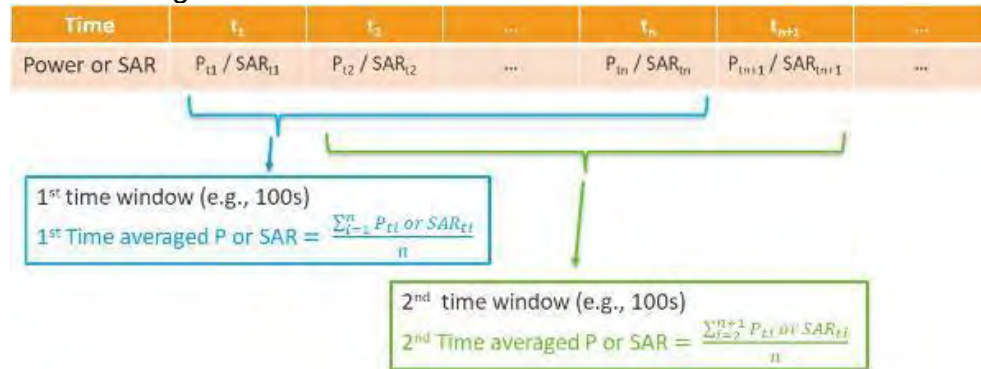 Time t₁ t₂ ... tₙ tₙ₊₁ ...
Power or SAR Pₜ₁ / SARₜ₁ Pₜ₂ / SARₜ₂ ... Pₜₙ / SARₜₙ Pₜₙ₊₁ / SARₜₙ₊₁ ...
1st time window (e.g., 100s)
1st Time averaged P or SAR = ∑ⁿᵢ₌₁ Pₜᵢ or SARₜᵢ / n
2nd time window (e.g., 100s)
2nd Time averaged P or SAR = ∑ⁿ⁺¹ᵢ₌₂ Pₜᵢ or SARₜᵢ / n